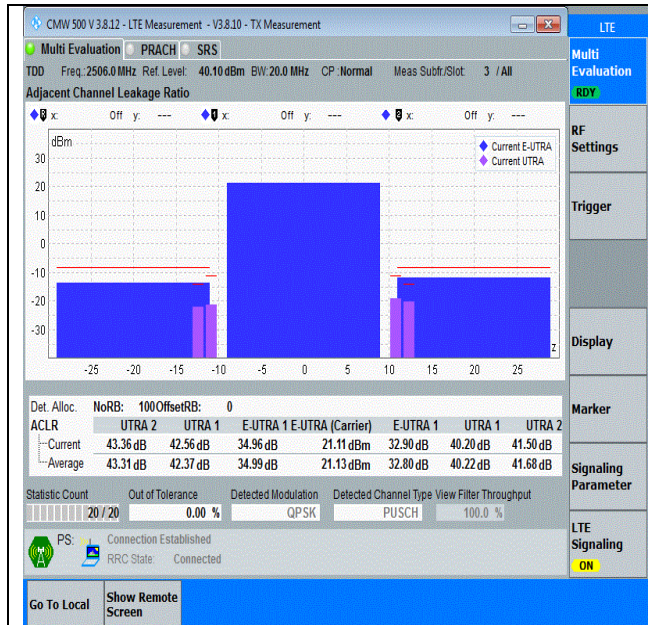 CMW 500 V 3.8.12 - LTE Measurement - V3.8.10 - TX Measurement
LTE
Multi Evaluation PRACH SRS
Multi Evaluation RDY
TDD Freq.: 2506.0 MHz Ref. Level: 40.10 dBm BW: 20.0 MHz CP : Normal Meas Subfr./Slot: 3 / All
Adjacent Channel Leakage Ratio
x: Off y: --- x: Off y: --- 2 x: Off y: ---
dBm
Current E-UTRA
Current UTRA
30
20
10
0
-10
-20
-30
z
-25 -20 -15 -10 -5 0 5 10 15 20 25
RF Settings
Trigger
Display
Marker
Signaling Parameter
LTE Signaling ON
Det. Alloc. NoRB: 100 OffsetRB: 0
ACLR UTRA 2 UTRA 1 E-UTRA 1 E-UTRA (Carrier) E-UTRA 1 UTRA 1 UTRA 2
Current 43.36 dB 42.56 dB 34.96 dB 21.11 dBm 32.90 dB 40.20 dB 41.50 dB
Average 43.31 dB 42.37 dB 34.99 dB 21.13 dBm 32.80 dB 40.22 dB 41.68 dB
Statistic Count Out of Tolerance Detected Modulation Detected Channel Type View Filter Throughput
20 / 20 0.00 % QPSK PUSCH 100.0 %
PS: Connection Established
RRC State: Connected
Go To Local
Show Remote Screen